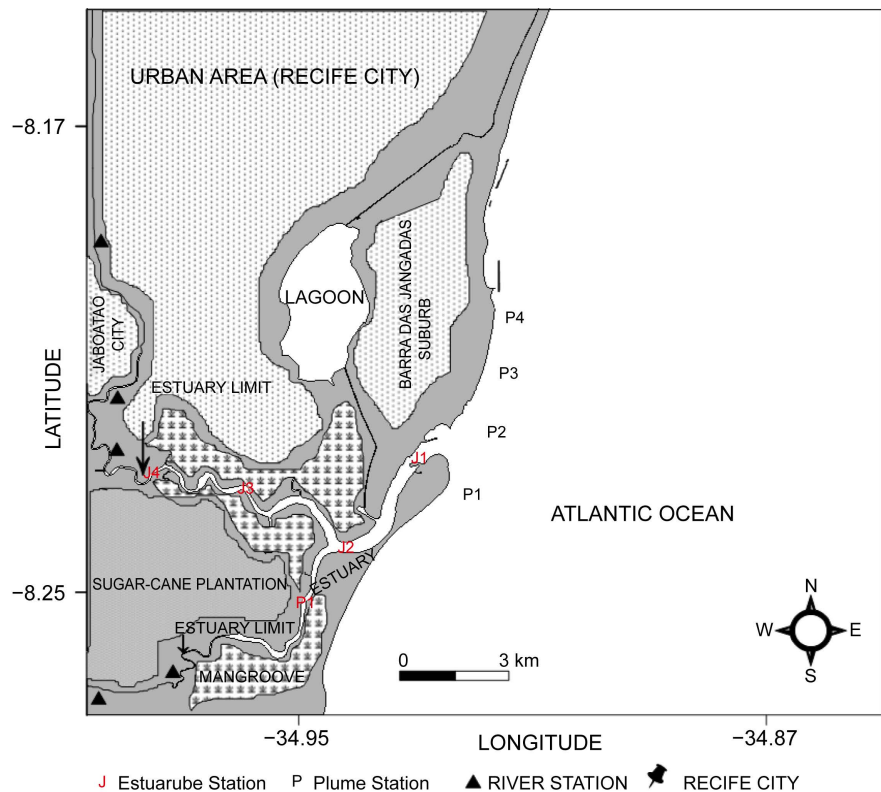 URBAN AREA (RECIFE CITY)
−8.17
LAGOON
BARRA DAS JANGADAS
SUBURB
P4
JABOATAO
CITY
P3
LATITUDE
ESTUARY LIMIT
P2
J1
J4
J3
P1
ATLANTIC OCEAN
J2
ESTUARY
SUGAR-CANE PLANTATION
−8.25
P1
ESTUARY LIMIT
N
W
E
S
0 3 km
MANGROOVE
−34.95
−34.87
LONGITUDE
J Estuarube Station P Plume Station RIVER STATION RECIFE CITY